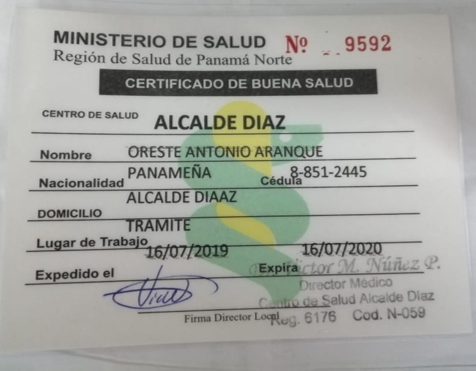 MINISTERIO DE SALUD Nº 9592
Región de Salud de Panamá Norte
CERTIFICADO DE BUENA SALUD
CENTRO DE SALUD ALCALDE DIAZ
Nombre ORESTE ANTONIO ARANQUE
Nacionalidad PANAMEÑA Cédula 8-851-2445
DOMICILIO ALCALDE DIAAZ
Lugar de Trabajo TRAMITE
Expedido el 16/07/2019 Expira 16/07/2020
Víctor M. Núñez P.
Director Médico
Centro de Salud Alcalde Díaz
Firma Director Local Reg. 6176 Cod. N-059